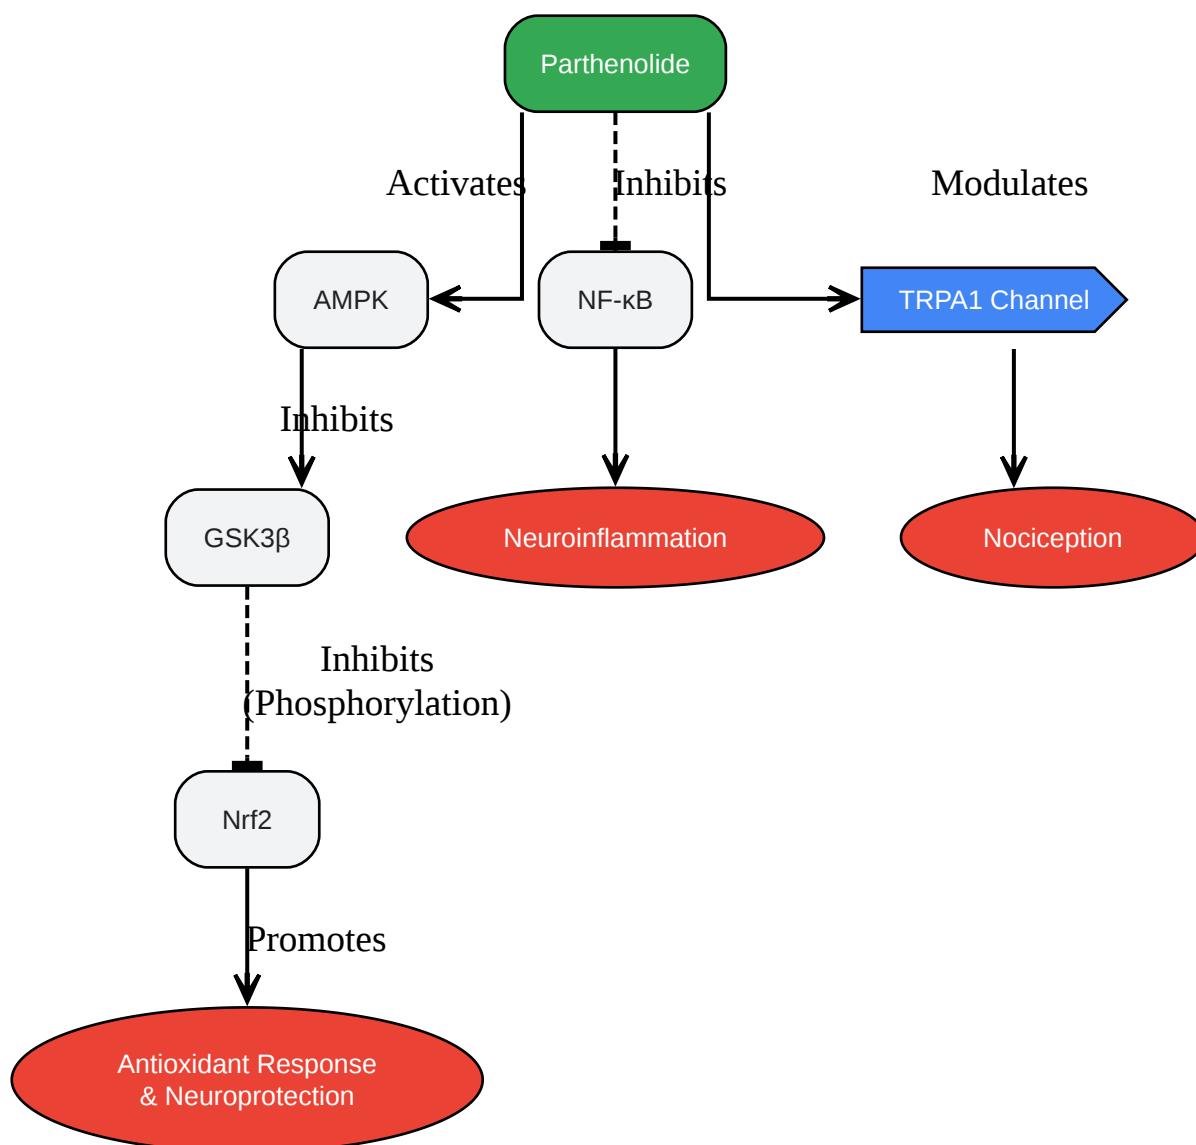 Parthenolide
Activates
Inhibits
Modulates
AMPK
NF-κB
TRPA1 Channel
Inhibits
GSK3β
Neuroinflammation
Nociception
Inhibits
(Phosphorylation)
Nrf2
Promotes
Antioxidant Response
& Neuroprotection